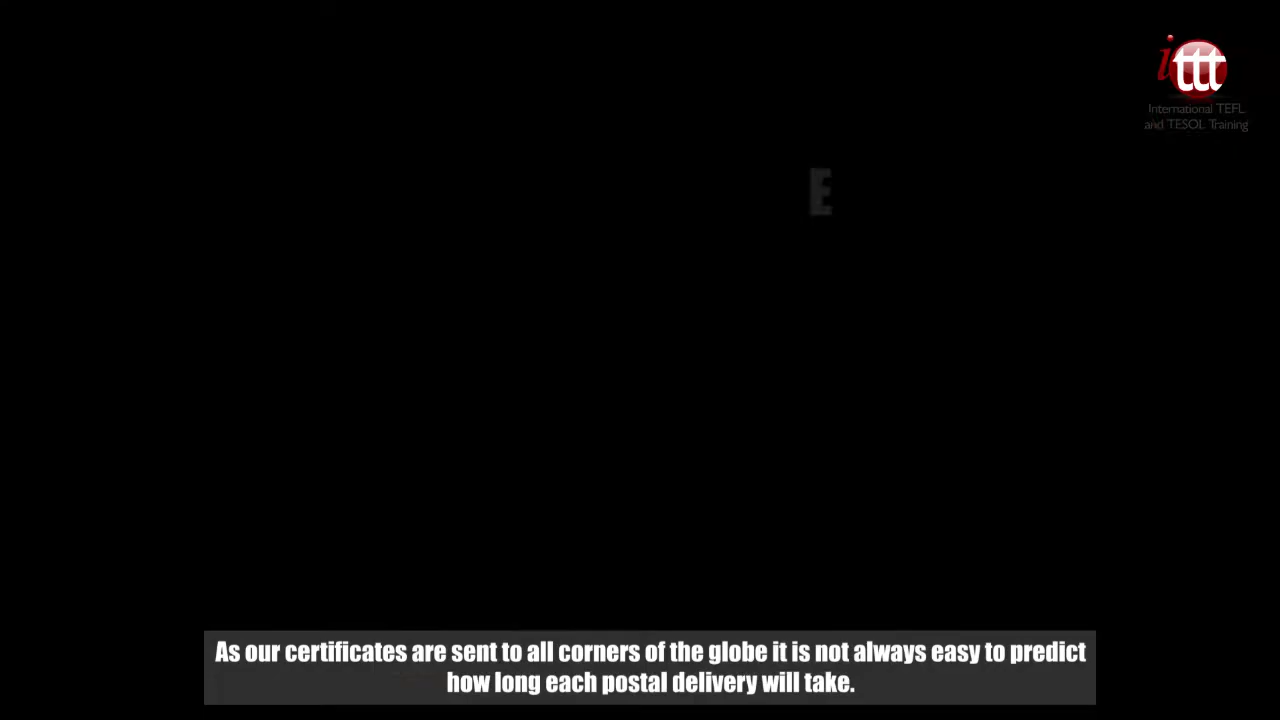 ittt
International TEFL
and TESOL Training
E
As our certificates are sent to all corners of the globe it is not always easy to predict
how long each postal delivery will take.